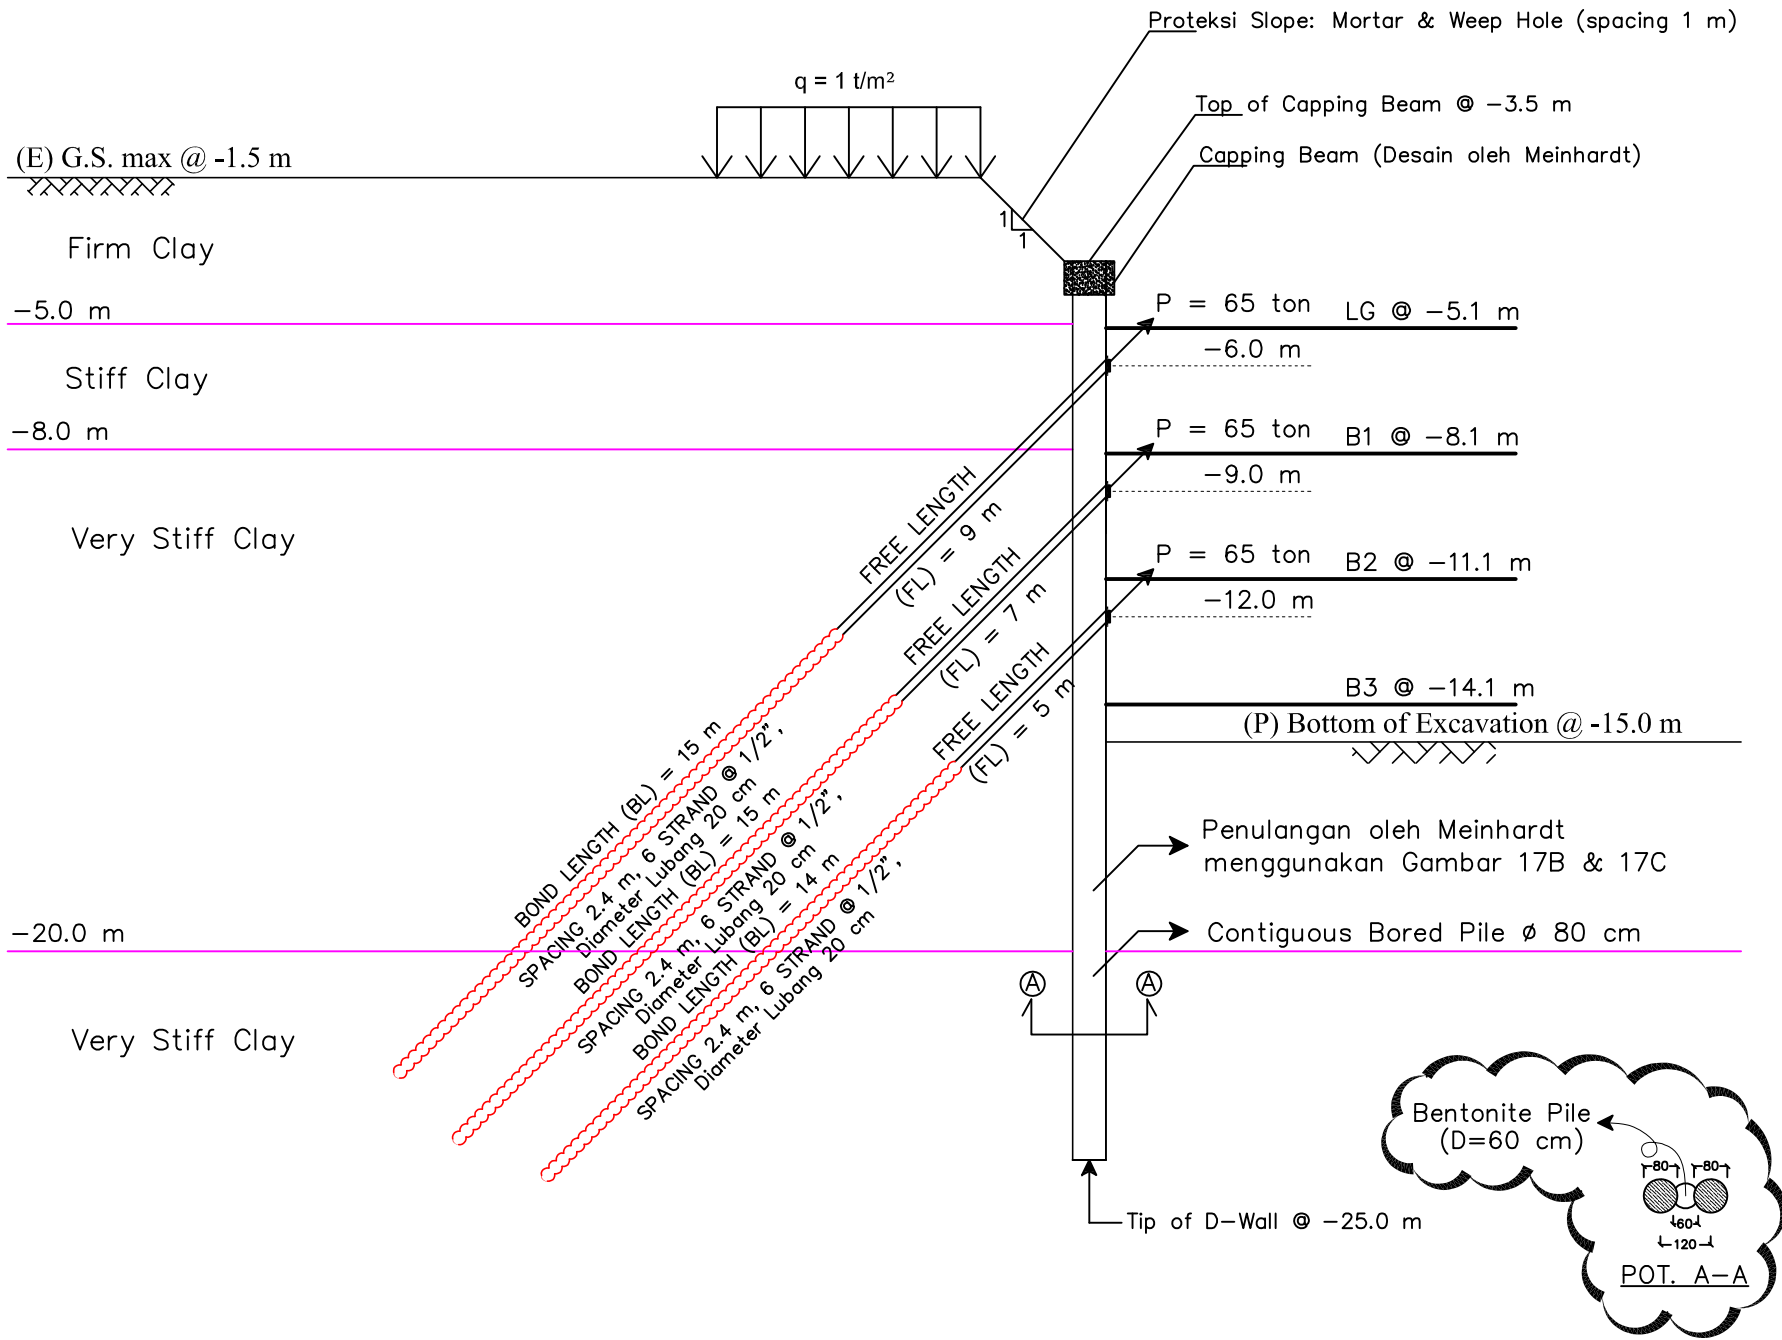 Proteksi Slope: Mortar & Weep Hole (spacing 1 m)
q = 1 t/m²
Top of Capping Beam @ -3.5 m
(E) G.S. max @ -1.5 m
Capping Beam (Desain oleh Meinhardt)
1
1
Firm Clay
-5.0 m
P = 65 ton
LG @ -5.1 m
-6.0 m
Stiff Clay
-8.0 m
P = 65 ton
B1 @ -8.1 m
-9.0 m
Very Stiff Clay
FREE LENGTH
(FL) = 9 m
P = 65 ton
B2 @ -11.1 m
-12.0 m
FREE LENGTH
(FL) = 7 m
FREE LENGTH
(FL) = 5 m
B3 @ -14.1 m
(P) Bottom of Excavation @ -15.0 m
BOND LENGTH (BL) = 15 m
SPACING 2.4 m, 6 STRAND @ 1/2",
Diameter Lubang 20 cm
BOND LENGTH (BL) = 15 m
SPACING 2.4 m, 6 STRAND @ 1/2",
Diameter Lubang 20 cm
BOND LENGTH (BL) = 14 m
SPACING 2.4 m, 6 STRAND @ 1/2",
Diameter Lubang 20 cm
Penulangan oleh Meinhardt
menggunakan Gambar 17B & 17C
-20.0 m
Contiguous Bored Pile ø 80 cm
A
A
Very Stiff Clay
Bentonite Pile
(D=60 cm)
80
80
60
120
POT. A-A
Tip of D-Wall @ -25.0 m